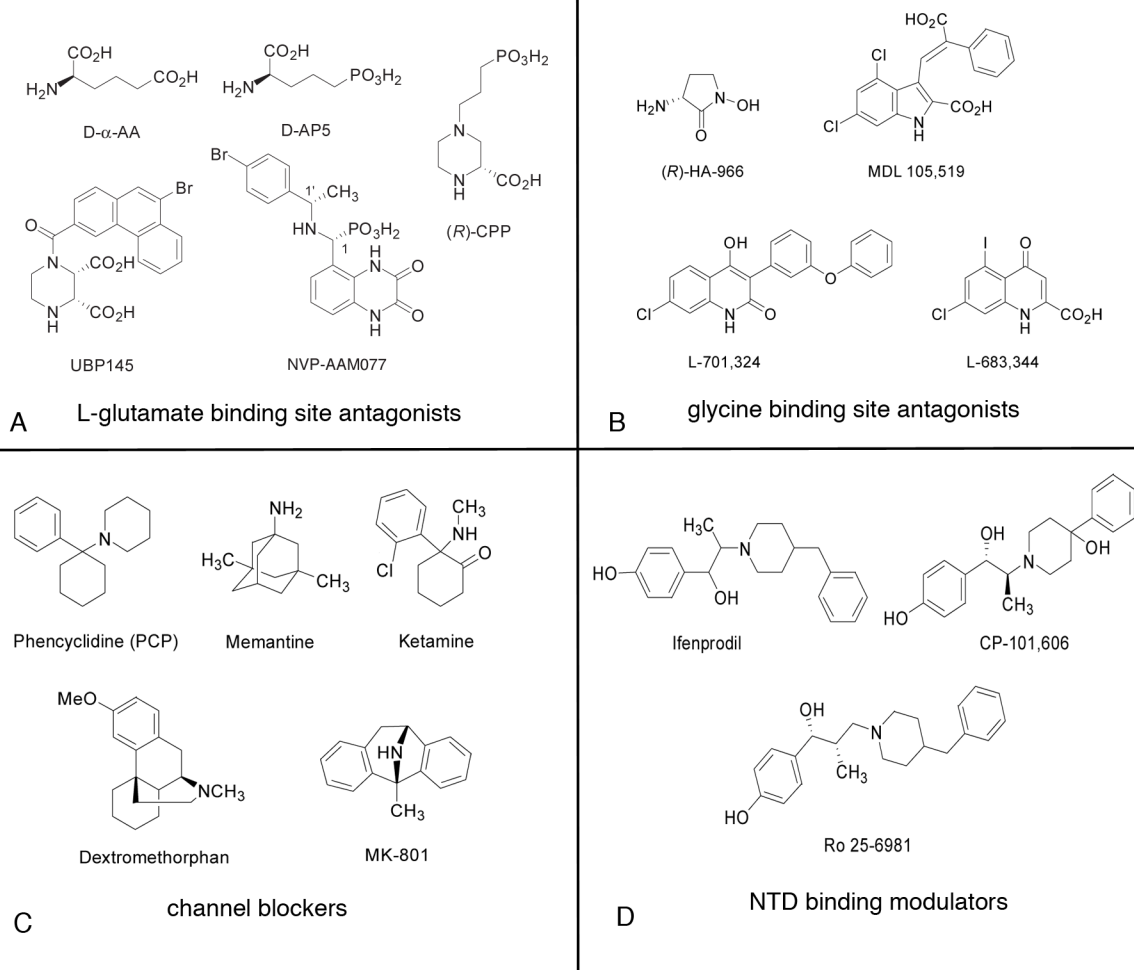 CO₂H
H₂N
CO₂H
D-α-AA
CO₂H
H₂N
PO₃H₂
D-AP5
PO₃H₂
N
N
H
CO₂H
(R)-CPP
Br
O
N
CO₂H
CO₂H
N
H
UBP145
Br
1'
CH₃
HN
PO₃H₂
1
H
N
O
O
N
H
NVP-AAM077
A
L-glutamate binding site antagonists
H₂N
N
OH
O
(R)-HA-966
HO₂C
Cl
Cl
CO₂H
N
H
MDL 105,519
OH
O
Cl
N
H
O
L-701,324
I
O
Cl
N
H
CO₂H
L-683,344
B
glycine binding site antagonists
N
Phencyclidine (PCP)
NH₂
H₃C
CH₃
Memantine
CH₃
NH
O
Cl
Ketamine
MeO
NCH₃
Dextromethorphan
HN
CH₃
MK-801
C
channel blockers
H₃C
N
HO
OH
Ifenprodil
OH
N
OH
CH₃
HO
CP-101,606
OH
N
CH₃
HO
Ro 25-6981
D
NTD binding modulators